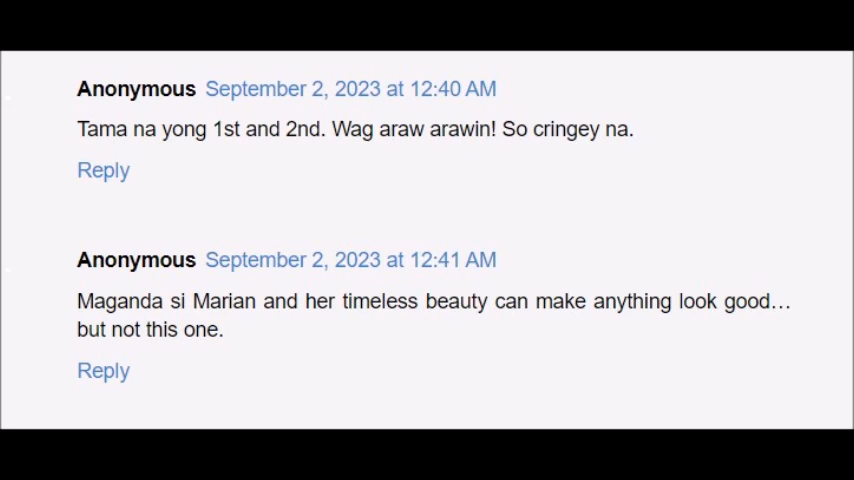 Anonymous September 2, 2023 at 12:40 AM
Tama na yong 1st and 2nd. Wag araw arawin! So cringey na.
Reply
Anonymous September 2, 2023 at 12:41 AM
Maganda si Marian and her timeless beauty can make anything look good…
but not this one.
Reply